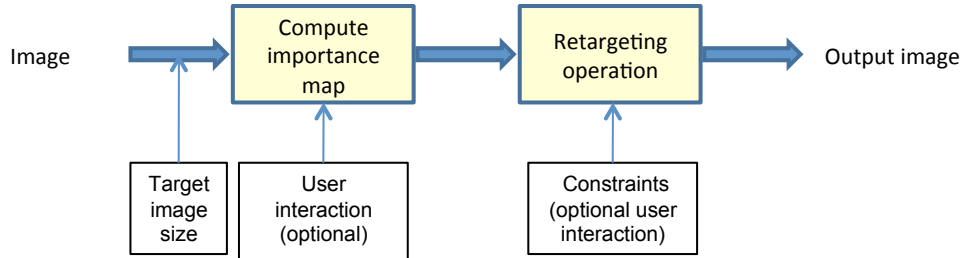 Image
Compute
importance
map
Retargeting
operation
Output image
Target
image
size
User
interaction
(optional)
Constraints
(optional user
interaction)